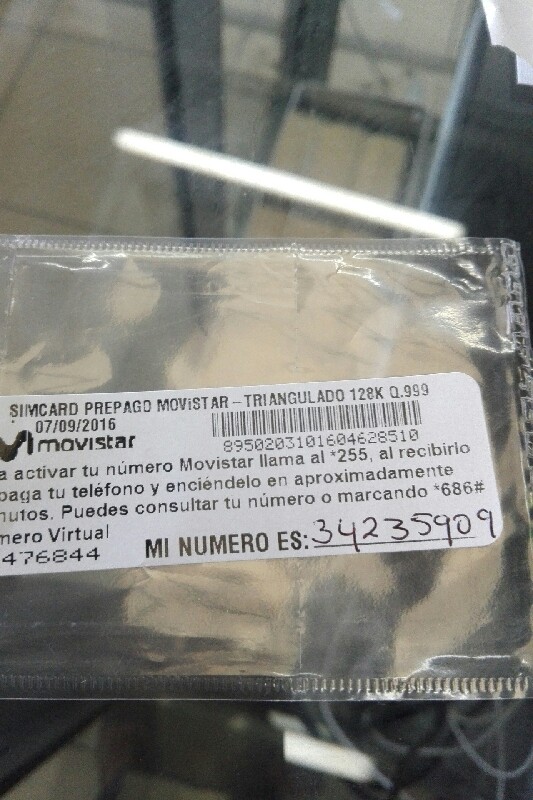 SIMCARD PREPAGO MOViSTAR - TRIANGULADO 128K Q.999
07/09/2016
movistar
8950203101604628510
a activar tu número Movistar llama al *255, al recibirlo
paga tu teléfono y enciéndelo en aproximadamente
nutos. Puedes consultar tu número o marcando *686#
mero Virtual
476844
MI NUMERO ES: 34235909